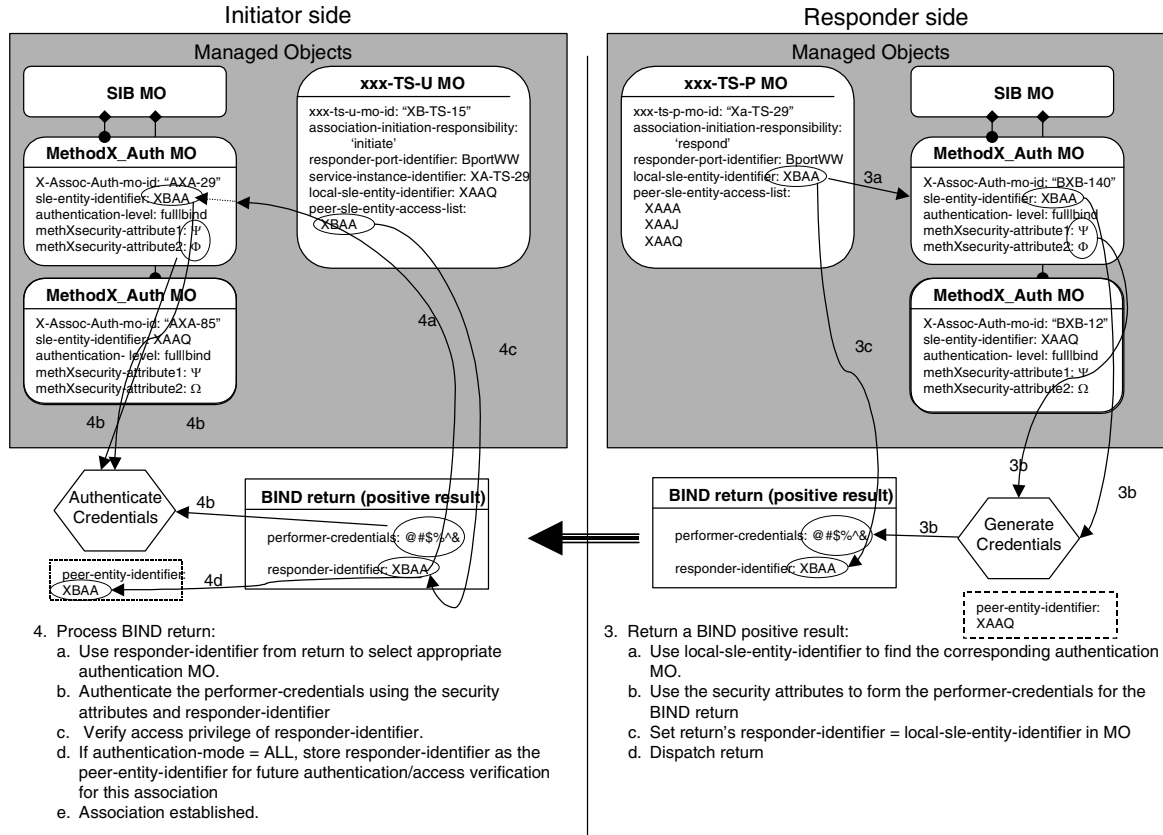 Initiator side
Managed Objects
SIB MO
MethodX_Auth MO
X-Assoc-Auth-mo-id: “AXA-29”
sle-entity-identifier: XBAA
authentication-level: full|bind
methXsecurity-attribute1: Ψ
methXsecurity-attribute2: Φ
MethodX_Auth MO
X-Assoc-Auth-mo-id: “AXA-85”
sle-entity-identifier: XAAQ
authentication- level: full|bind
methXsecurity-attribute1: Ψ
methXsecurity-attribute2: Ω
xxx-TS-U MO
xxx-ts-u-mo-id: “XB-TS-15”
association-initiation-responsibility:
‘initiate’
responder-port-identifier: BportWW
service-instance-identifier: XA-TS-29
local-sle-entity-identifier: XAAQ
peer-sle-entity-access-list:
XBAA
4a
4c
4b
4b
Authenticate
Credentials
4b
BIND return (positive result)
performer-credentials: @#$%^&
responder-identifier: XBAA
4d
peer-entity-identifier:
XBAA
4. Process BIND return:
a. Use responder-identifier from return to select appropriate
authentication MO.
b. Authenticate the performer-credentials using the security
attributes and responder-identifier
c. Verify access privilege of responder-identifier.
d. If authentication-mode = ALL, store responder-identifier as the
peer-entity-identifier for future authentication/access verification
for this association
e. Association established.
Responder side
Managed Objects
xxx-TS-P MO
xxx-ts-p-mo-id: “Xa-TS-29”
association-initiation-responsibility:
‘respond’
responder-port-identifier: BportWW
local-sle-entity-identifier: XBAA
peer-sle-entity-access-list:
XAAA
XAAJ
XAAQ
3a
SIB MO
MethodX_Auth MO
X-Assoc-Auth-mo-id: “BXB-140”
sle-entity-identifier: XBAA
authentication- level: full|bind
methXsecurity-attribute1: Ψ
methXsecurity-attribute2: Φ
MethodX_Auth MO
X-Assoc-Auth-mo-id: “BXB-12”
sle-entity-identifier: XAAQ
authentication- level: full|bind
methXsecurity-attribute1: Ψ
methXsecurity-attribute2: Ω
3c
3b
3b
BIND return (positive result)
performer-credentials: @#$%^&
responder-identifier: XBAA
3b
Generate
Credentials
peer-entity-identifier:
XAAQ
3. Return a BIND positive result:
a. Use local-sle-entity-identifier to find the corresponding authentication
MO.
b. Use the security attributes to form the performer-credentials for the
BIND return
c. Set return’s responder-identifier = local-sle-entity-identifier in MO
d. Dispatch return